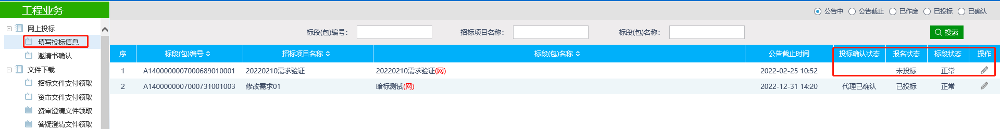 工程业务
公告中 公告截止 已作废 已投标 已确认
网上投标
填写投标信息
邀请书确认
文件下载
招标文件支付领取
资审文件支付领取
资审澄清文件领取
答疑澄清文件领取
标段(包)编号： 招标项目名称： 标段(包)名称： 搜索
序 标段(包)编号 招标项目名称 标段(包)名称 公告截止时间 投标确认状态 报名状态 标段状态 操作
1 A1400000007000689010001 20220210需求验证 20220210需求验证(网) 2022-02-25 10:52 未投标 正常
2 A1400000007000731001003 修改需求01 暗标测试(网) 2022-12-31 14:20 代理已确认 已投标 正常